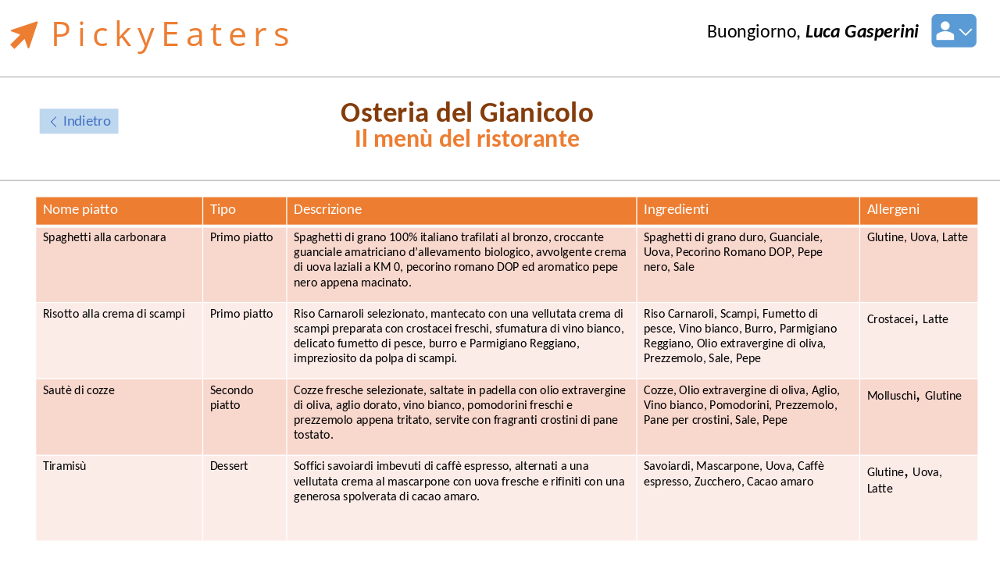 PickyEaters
Buongiorno, Luca Gasperini
Indietro
Osteria del Gianicolo
Il menù del ristorante
Nome piatto
Tipo
Descrizione
Ingredienti
Allergeni
Spaghetti alla carbonara
Primo piatto
Spaghetti di grano 100% italiano trafilati al bronzo, croccante
guanciale amatriciano d’allevamento biologico, avvolgente crema
di uova laziali a KM 0, pecorino romano DOP ed aromatico pepe
nero appena macinato.
Spaghetti di grano duro, Guanciale,
Uova, Pecorino Romano DOP, Pepe
nero, Sale
Glutine, Uova, Latte
Risotto alla crema di scampi
Primo piatto
Riso Carnaroli selezionato, mantecato con una vellutata crema di
scampi preparata con crostacei freschi, sfumatura di vino bianco,
delicato fumetto di pesce, burro e Parmigiano Reggiano,
impreziosito da polpa di scampi.
Riso Carnaroli, Scampi, Fumetto di
pesce, Vino bianco, Burro, Parmigiano
Reggiano, Olio extravergine di oliva,
Prezzemolo, Sale, Pepe
Crostacei, Latte
Sautè di cozze
Secondo
piatto
Cozze fresche selezionate, saltate in padella con olio extravergine
di oliva, aglio dorato, vino bianco, pomodorini freschi e
prezzemolo appena tritato, servite con fragranti crostini di pane
tostato.
Cozze, Olio extravergine di oliva, Aglio,
Vino bianco, Pomodorini, Prezzemolo,
Pane per crostini, Sale, Pepe
Molluschi, Glutine
Tiramisù
Dessert
Soffici savoiardi imbevuti di caffè espresso, alternati a una
vellutata crema al mascarpone con uova fresche e rifiniti con una
generosa spolverata di cacao amaro.
Savoiardi, Mascarpone, Uova, Caffè
espresso, Zucchero, Cacao amaro
Glutine, Uova,
Latte